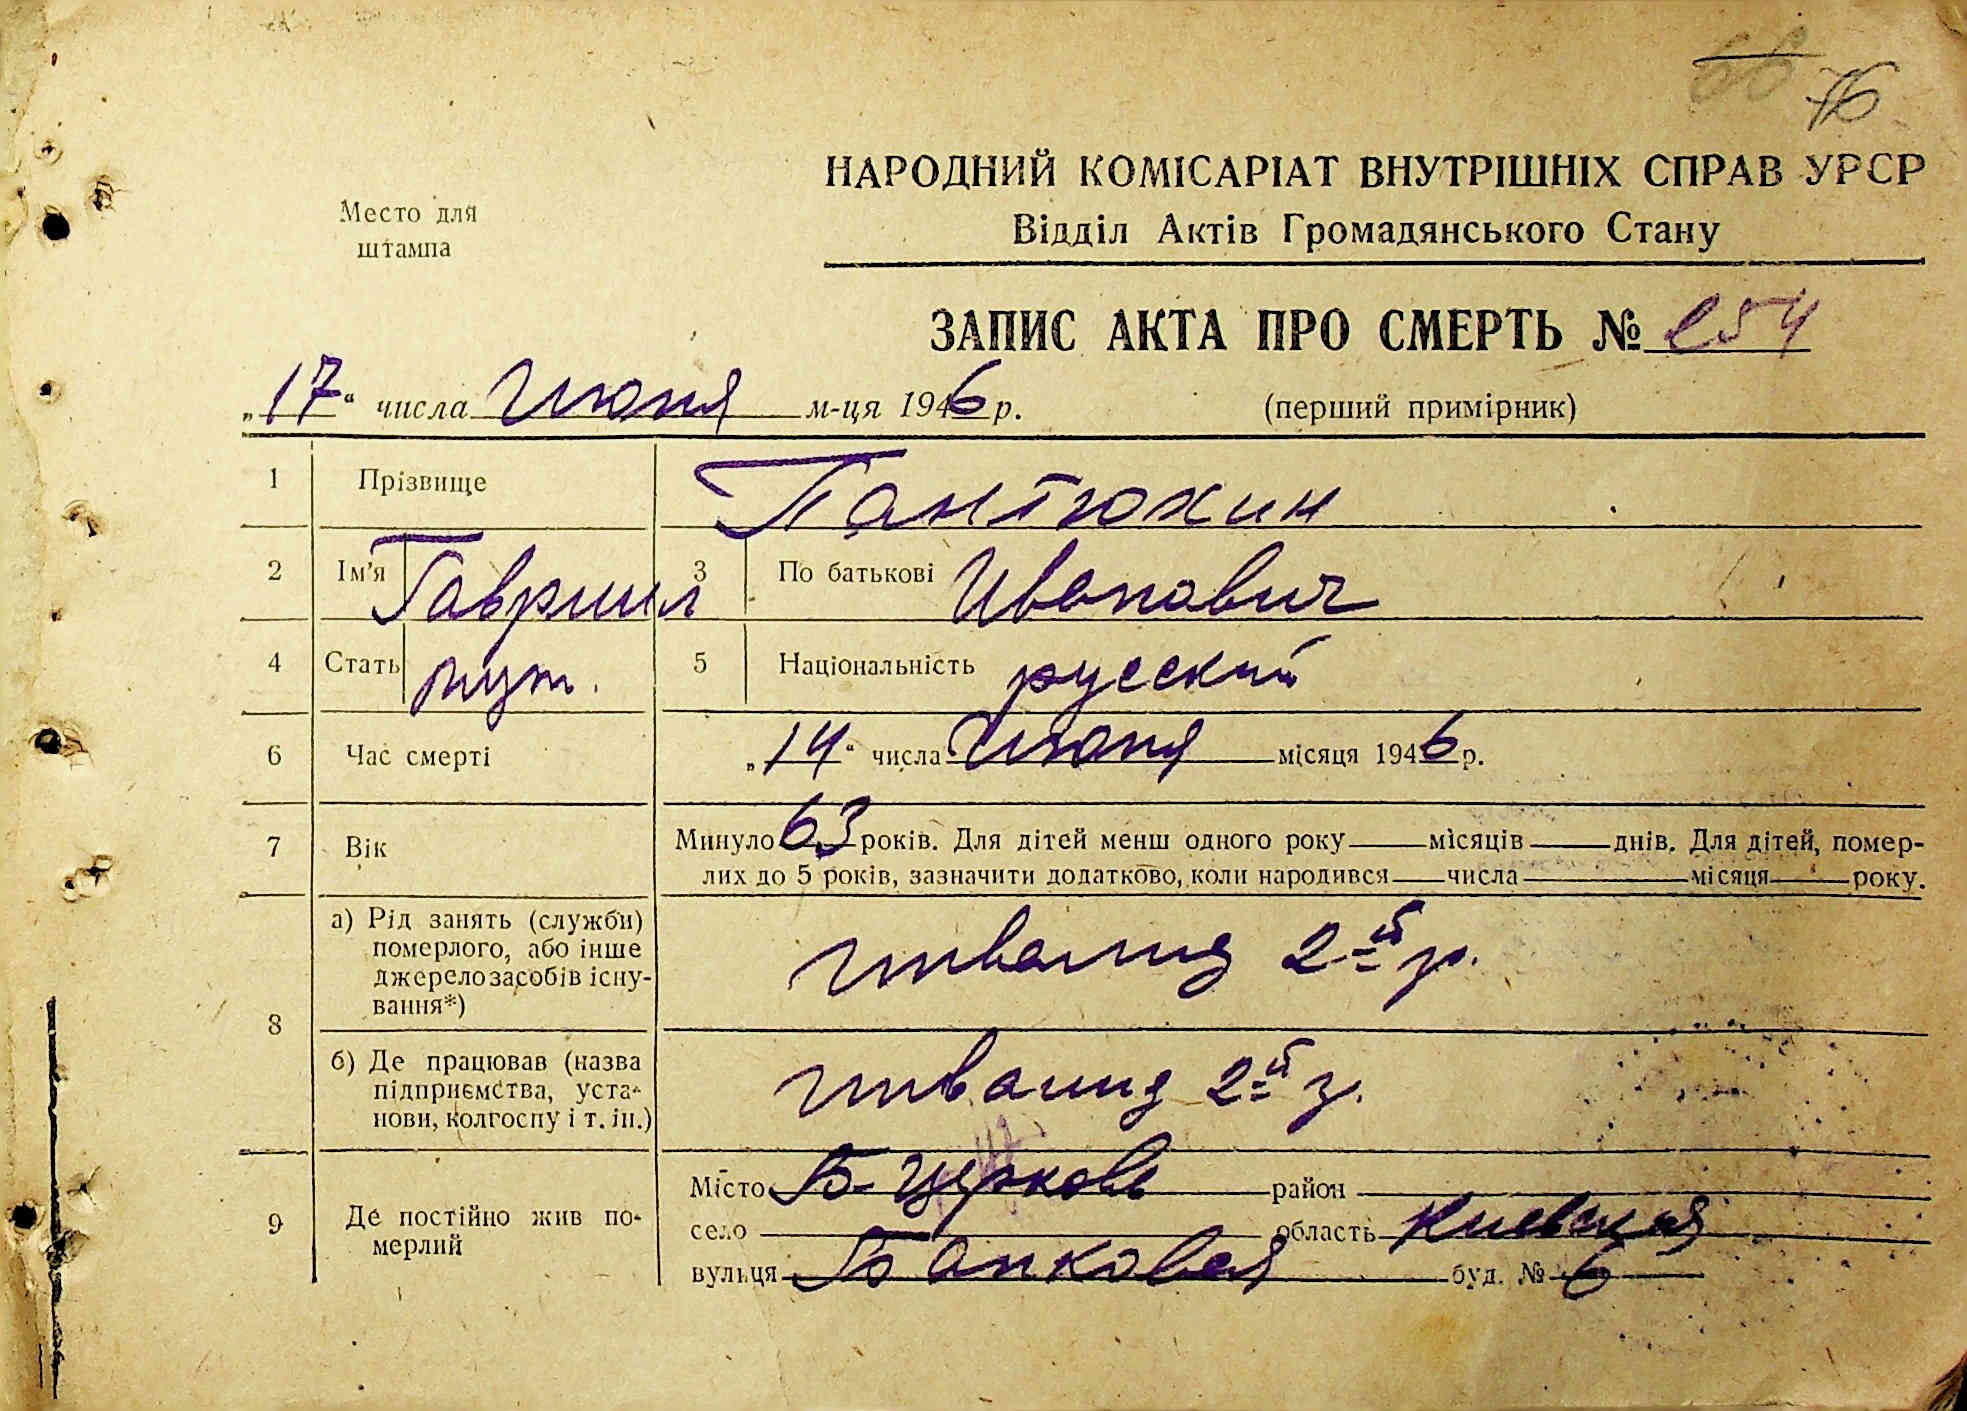 76
НАРОДНИЙ КОМІСАРІАТ ВНУТРІШНІХ СПРАВ УРСР
Место для
штампа
Відділ Актів Громадянського Стану
ЗАПИС АКТА ПРО СМЕРТЬ № 254
„17“ числа Июня м-ця 1946 р. (перший примірник)
1 Прізвище Пантюхин
2 Ім’я Гавриил 3 По батькові Иванович
4 Стать муж. 5 Національність русский
6 Час смерті „14“ числа Июня місяця 1946 р.
7 Вік Минуло 63 років. Для дітей менш одного року місяців днів. Для дітей, помер-
лих до 5 років, зазначити додатково, коли народився числа місяця року.
8 а) Рід занять (служби)
померлого, або інше
джерело засобів існу-
вання*) инвалид 2-й г.
б) Де працював (назва
підприємства, уста-
нови, колгоспу і т. ін.) инвалид 2-й г.
9 Де постійно жив по-
мерлий
Місто Б-Церковь район
село область Киевская
вулиця Банковая буд. № 6